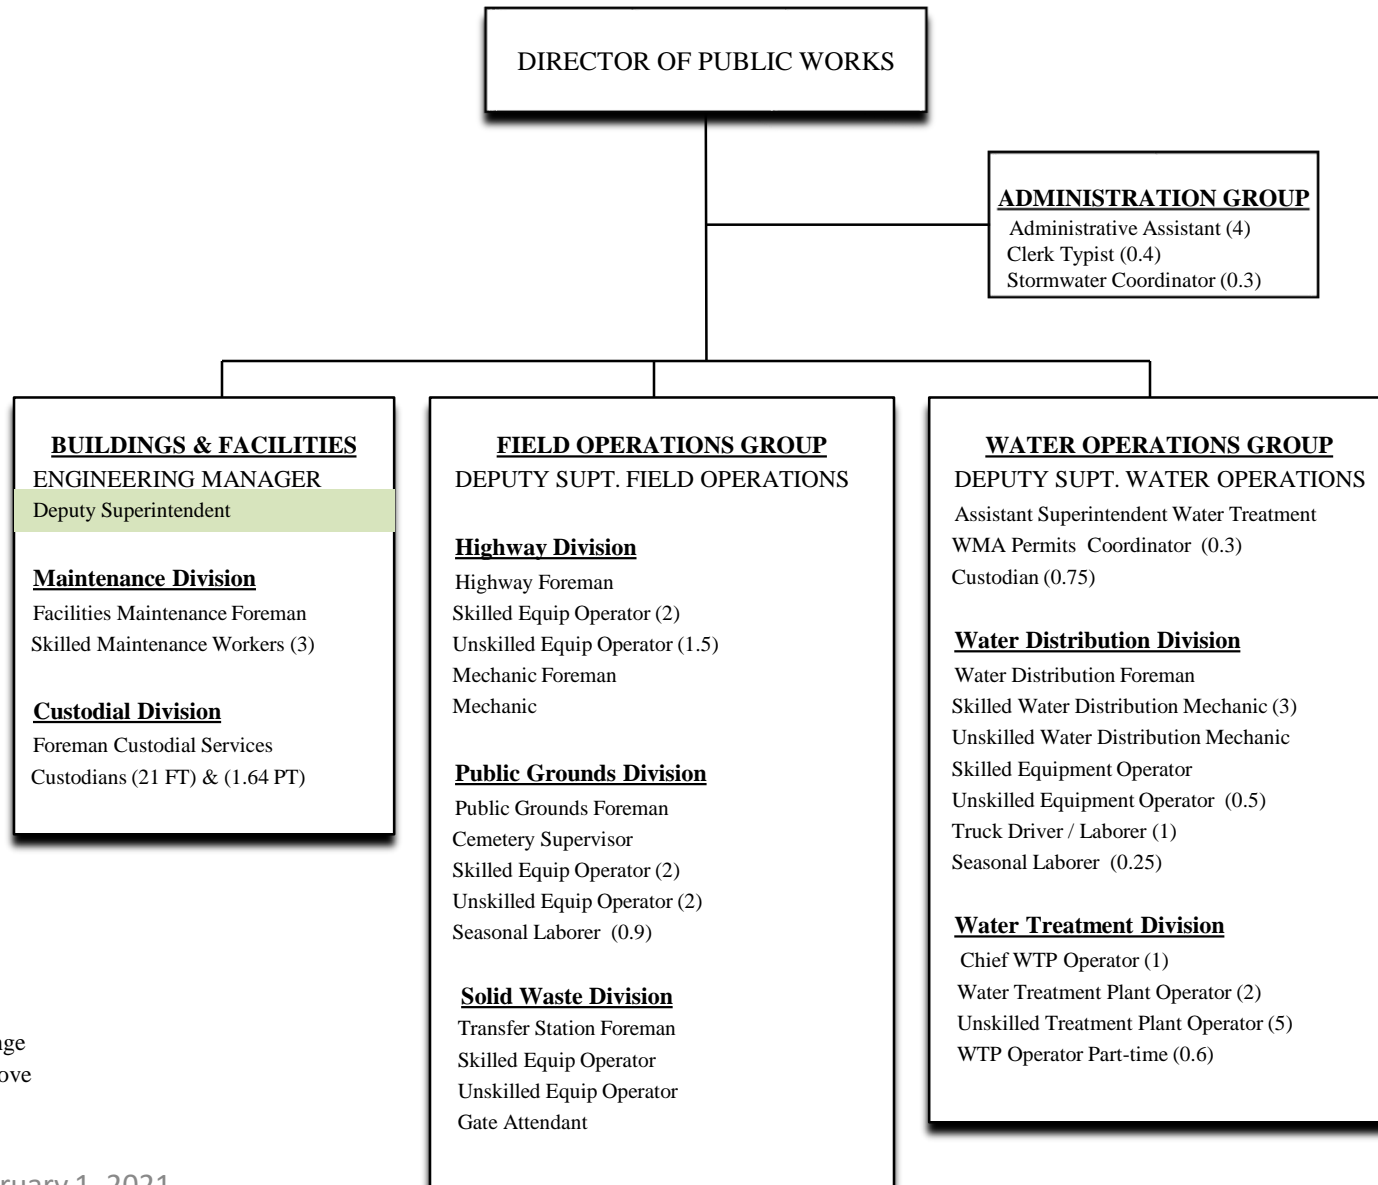 DIRECTOR OF PUBLIC WORKS
ADMINISTRATION GROUP
Administrative Assistant (4)
Clerk Typist (0.4)
Stormwater Coordinator (0.3)
BUILDINGS & FACILITIES
ENGINEERING MANAGER
Deputy Superintendent
Maintenance Division
Facilities Maintenance Foreman
Skilled Maintenance Workers (3)
Custodial Division
Foreman Custodial Services
Custodians (21 FT) & (1.64 PT)
FIELD OPERATIONS GROUP
DEPUTY SUPT. FIELD OPERATIONS
Highway Division
Highway Foreman
Skilled Equip Operator (2)
Unskilled Equip Operator (1.5)
Mechanic Foreman
Mechanic
Public Grounds Division
Public Grounds Foreman
Cemetery Supervisor
Skilled Equip Operator (2)
Unskilled Equip Operator (2)
Seasonal Laborer (0.9)
Solid Waste Division
Transfer Station Foreman
Skilled Equip Operator
Unskilled Equip Operator
Gate Attendant
WATER OPERATIONS GROUP
DEPUTY SUPT. WATER OPERATIONS
Assistant Superintendent Water Treatment
WMA Permits Coordinator (0.3)
Custodian (0.75)
Water Distribution Division
Water Distribution Foreman
Skilled Water Distribution Mechanic (3)
Unskilled Water Distribution Mechanic
Skilled Equipment Operator
Unskilled Equipment Operator (0.5)
Truck Driver / Laborer (1)
Seasonal Laborer (0.25)
Water Treatment Division
Chief WTP Operator (1)
Water Treatment Plant Operator (2)
Unskilled Treatment Plant Operator (5)
WTP Operator Part-time (0.6)
1, 2021